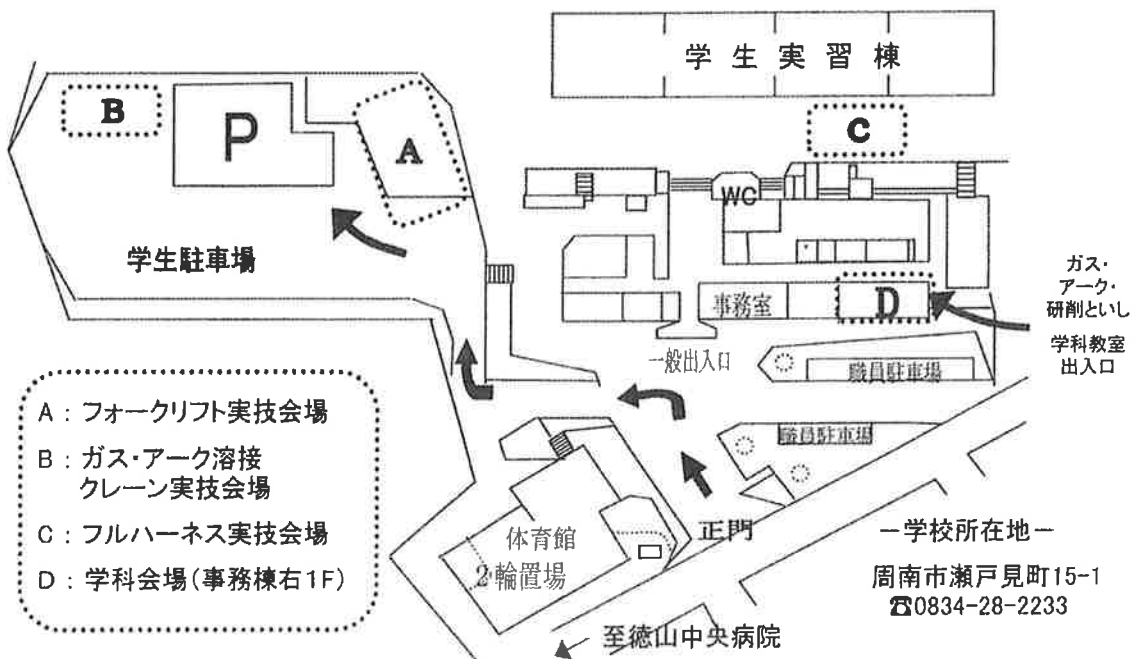 学生実習棟
B
P
A
C
WC
学生駐車場
事務室
D
ガス・
アーク・
研削といし
学科教室
出入口
一般出入口
職員駐車場
職員駐車場
A：フォークリフト実技会場
B：ガス・アーク溶接
クレーン実技会場
C：フルハーネス実技会場
D：学科会場(事務棟右1F)
体育館
2輪置場
正門
－学校所在地－
周南市瀬戸見町15-1
☎0834-28-2233
至徳山中央病院